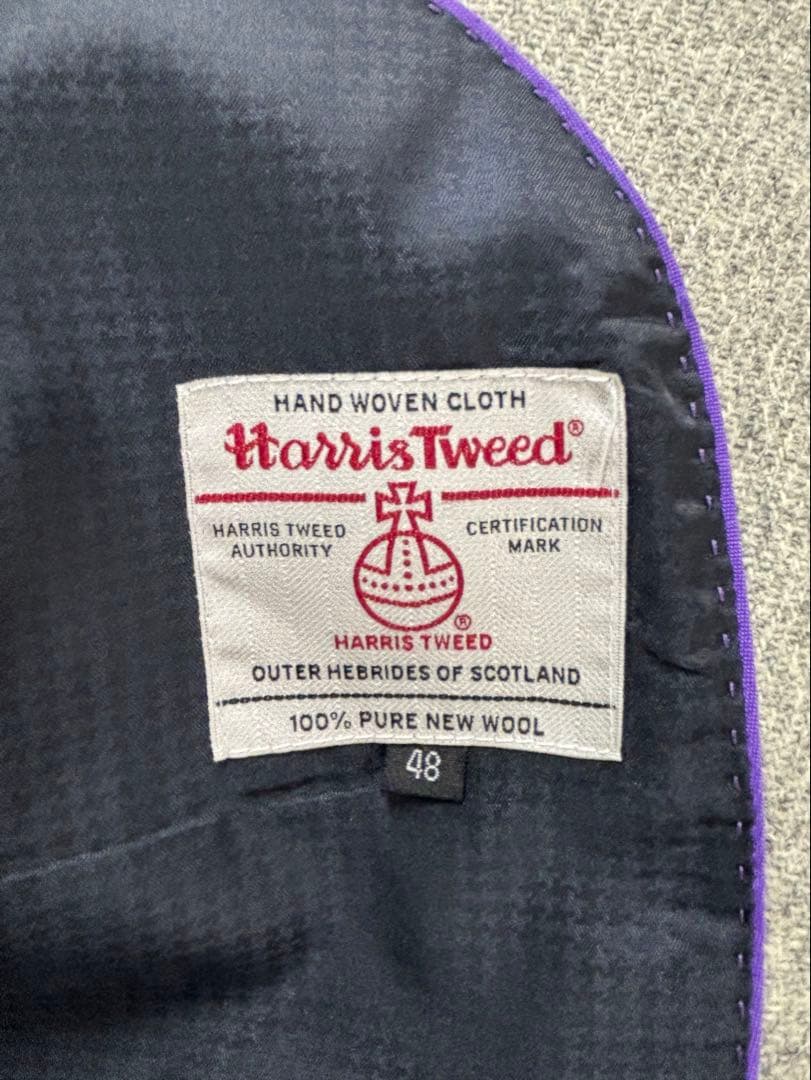 HAND WOVEN CLOTH
Harris Tweed®
HARRIS TWEED
AUTHORITY
CERTIFICATION
MARK
®
HARRIS TWEED
OUTER HEBRIDES OF SCOTLAND
100% PURE NEW WOOL
48